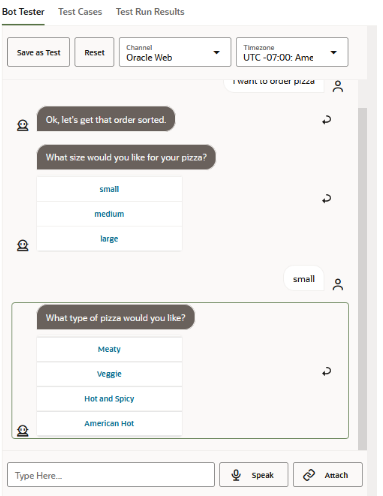 Bot Tester Test Cases Test Run Results
Save as Test Reset Channel Oracle Web Timezone UTC -07:00: Ame
I want to order pizza
Ok, let's get that order sorted.
What size would you like for your pizza?
small
medium
large
small
What type of pizza would you like?
Meaty
Veggie
Hot and Spicy
American Hot
Type Here... Speak Attach